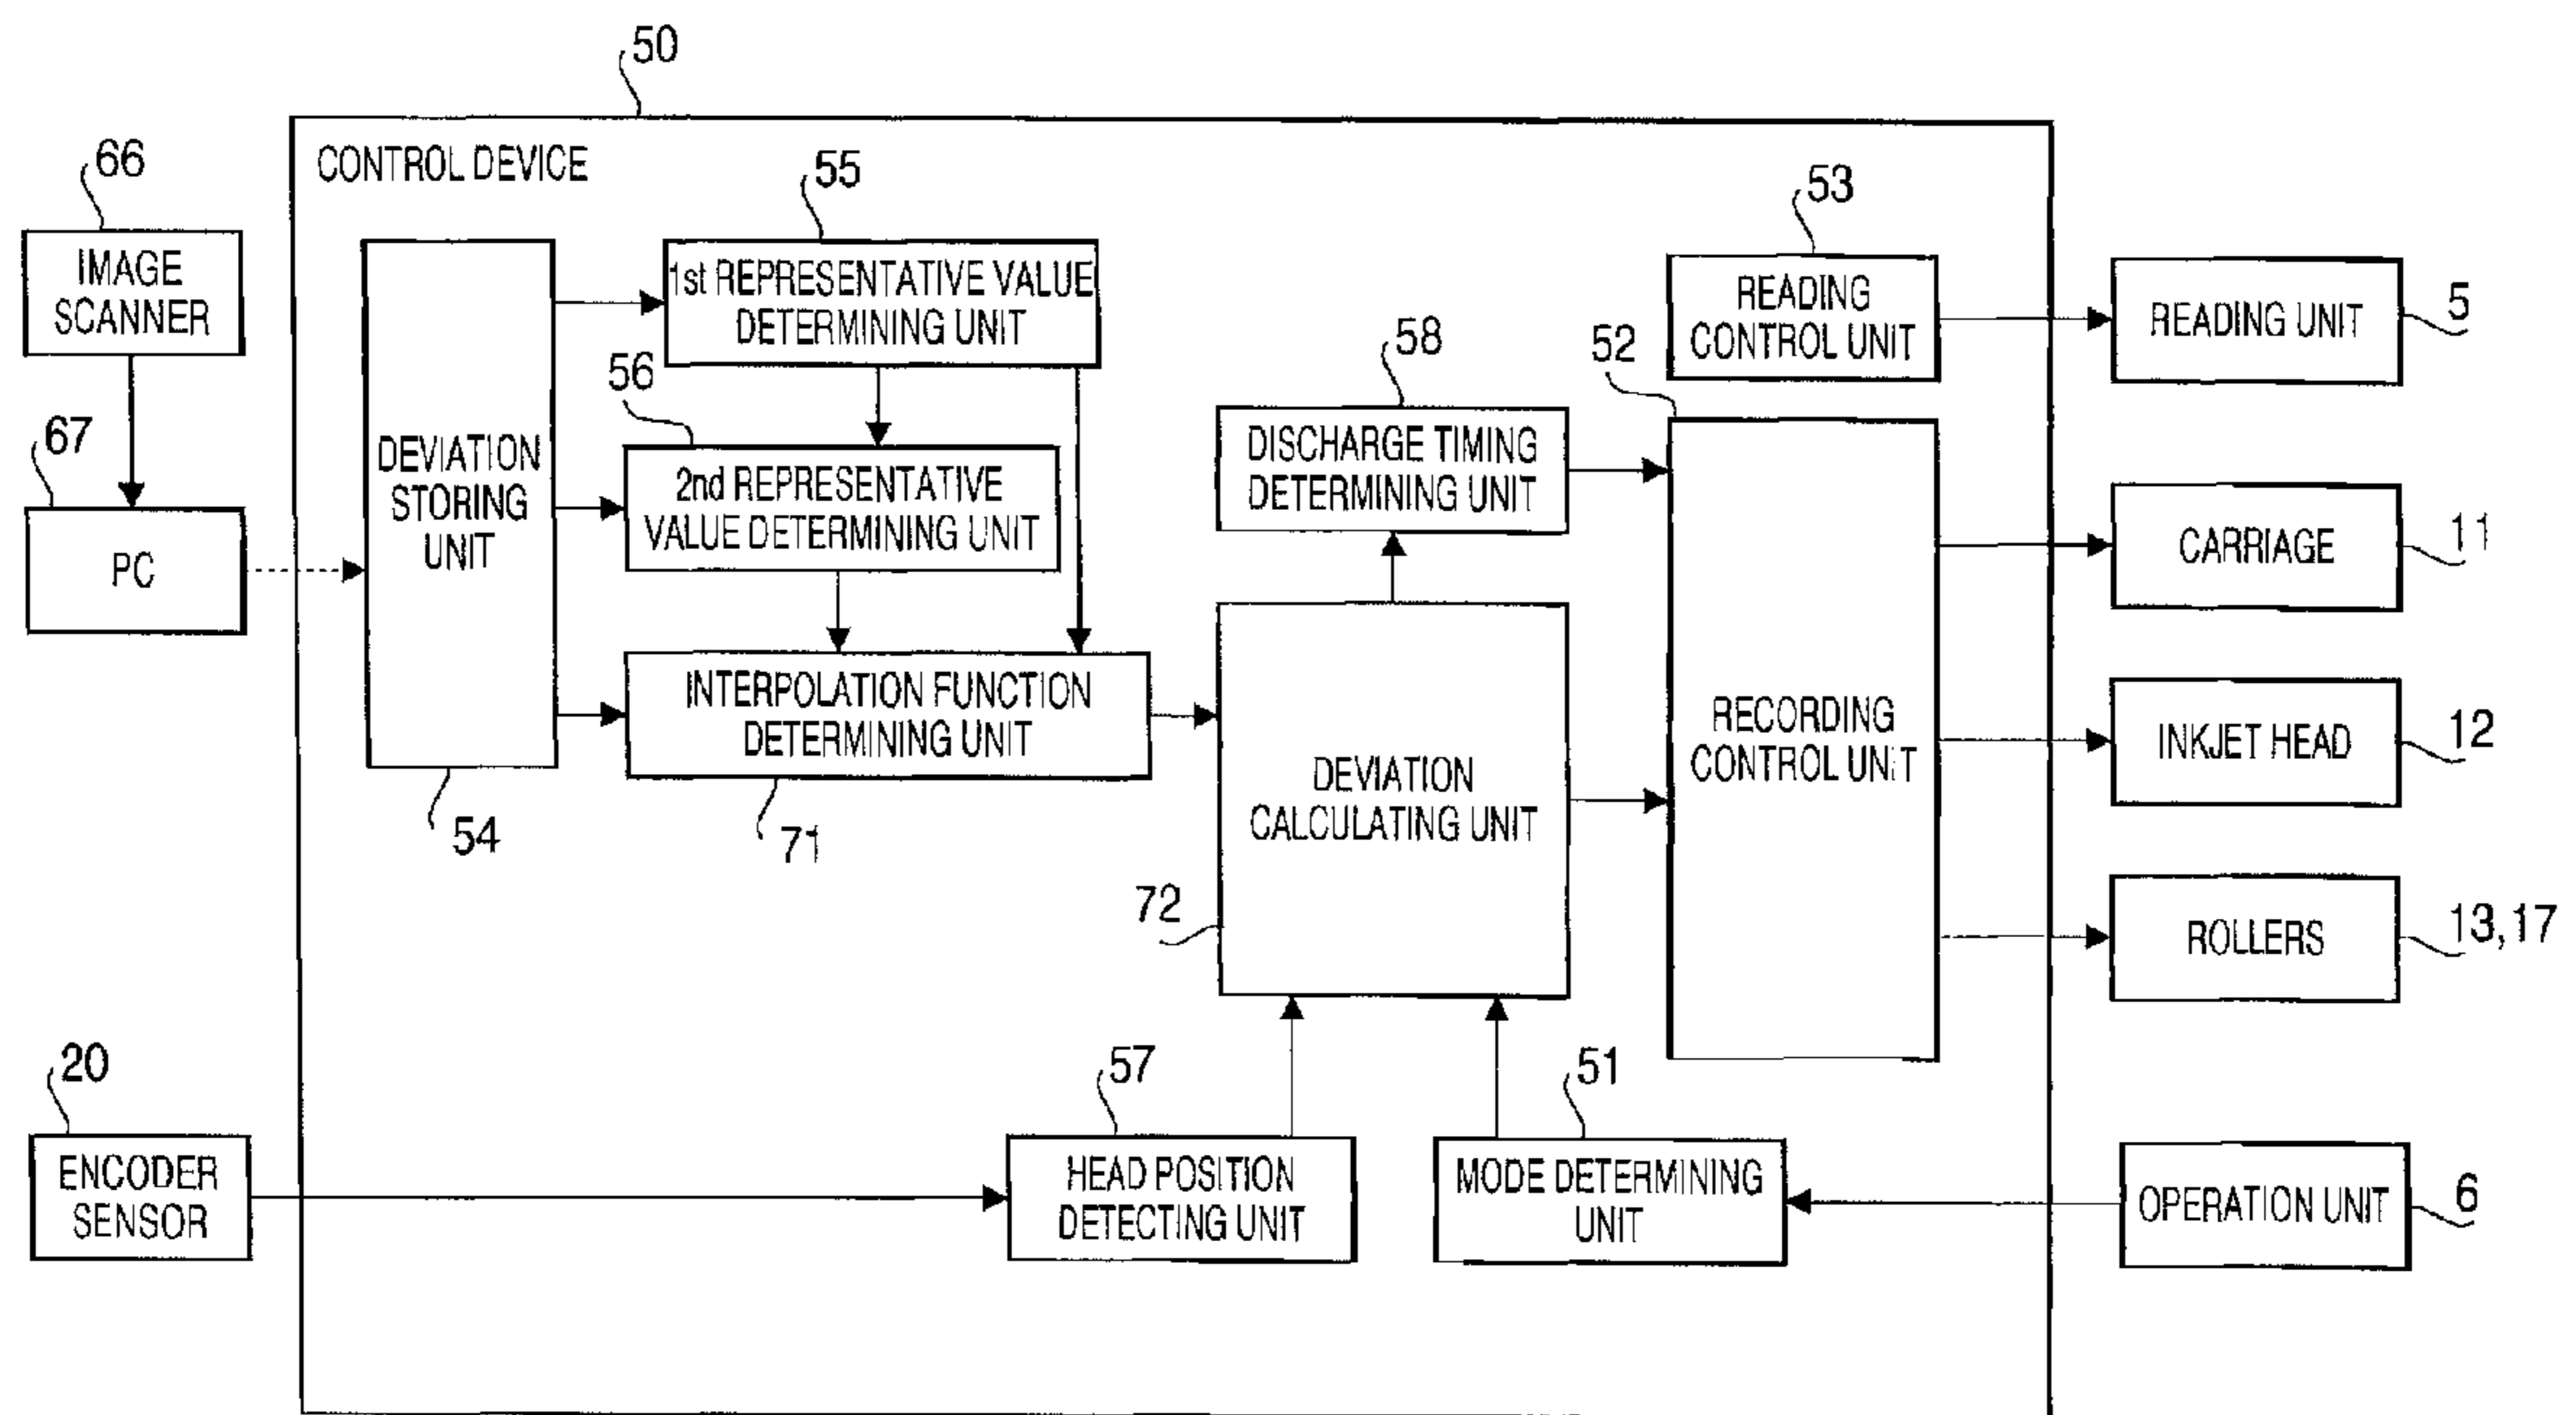 50
CONTROL DEVICE
66
IMAGE
SCANNER
67
PC
DEVIATION
STORING
UNIT
54
55
1st REPRESENTATIVE VALUE
DETERMINING UNIT
56
2nd REPRESENTATIVE
VALUE DETERMINING UNIT
INTERPOLATION FUNCTION
DETERMINING UNIT
71
58
DISCHARGE TIMING
DETERMINING UNIT
DEVIATION
CALCULATING UNIT
72
53
READING
CONTROL UNIT
52
RECORDING
CONTROL UNIT
READING UNIT
5
CARRIAGE
11
INKJET HEAD
12
ROLLERS
13,17
20
ENCODER
SENSOR
57
HEAD POSITION
DETECTING UNIT
51
MODE DETERMINING
UNIT
OPERATION UNIT
6